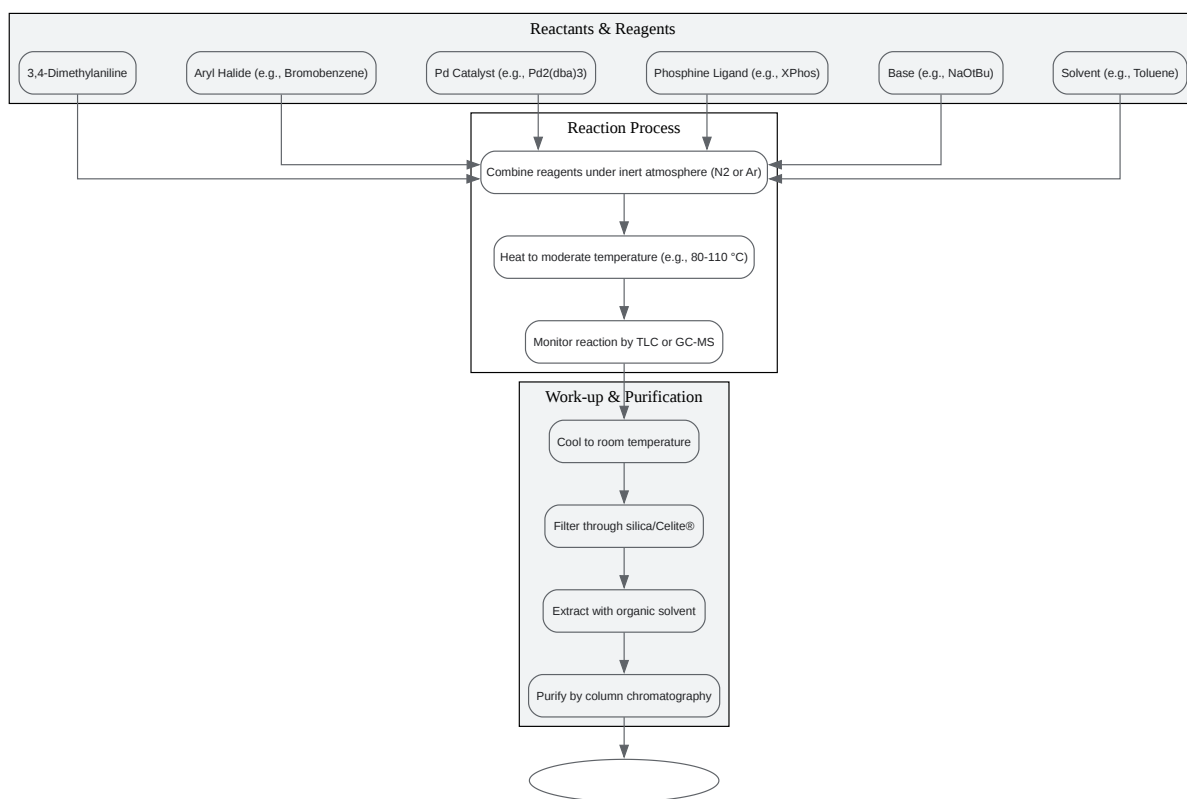 Reactants & Reagents
3,4-Dimethylaniline
Aryl Halide (e.g., Bromobenzene)
Pd Catalyst (e.g., Pd2(dba)3)
Phosphine Ligand (e.g., XPhos)
Base (e.g., NaOtBu)
Solvent (e.g., Toluene)
Reaction Process
Combine reagents under inert atmosphere (N2 or Ar)
Heat to moderate temperature (e.g., 80-110 °C)
Monitor reaction by TLC or GC-MS
Work-up & Purification
Cool to room temperature
Filter through silica/Celite®
Extract with organic solvent
Purify by column chromatography